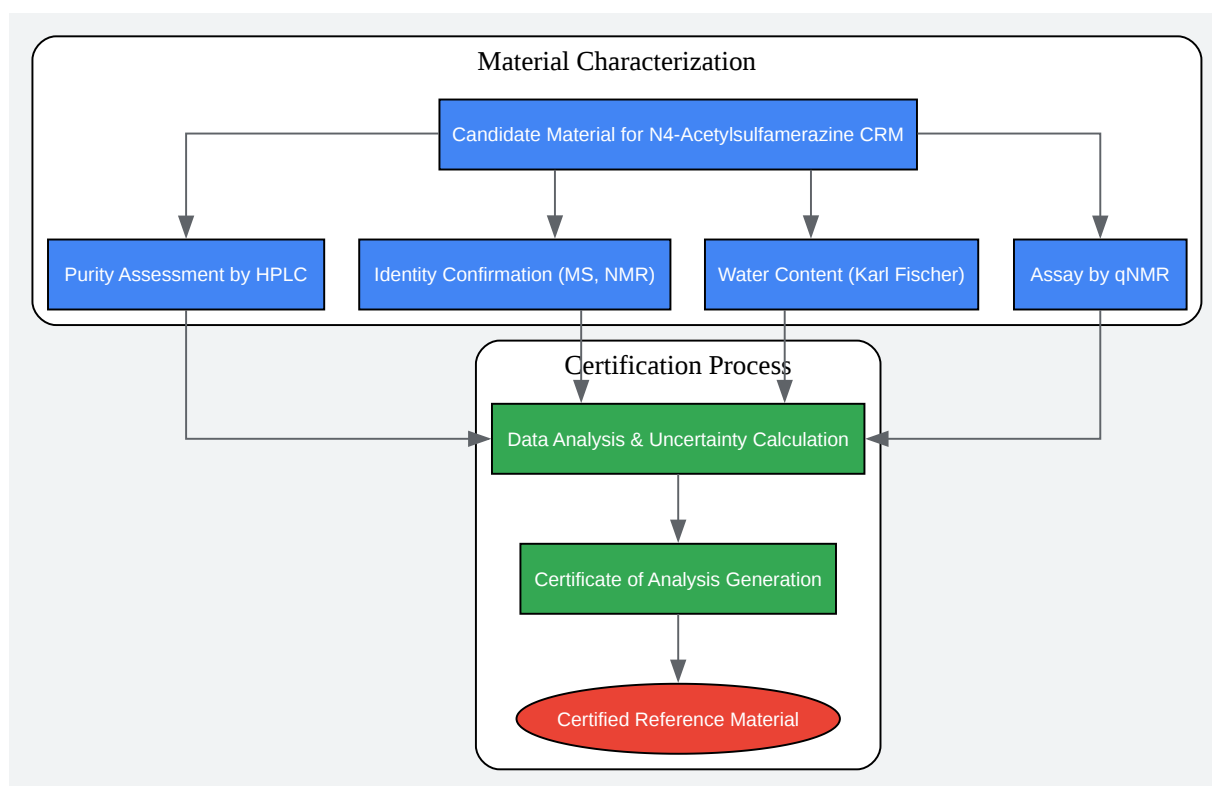 Material Characterization
Candidate Material for N4-Acetylsulfamerazine CRM
Purity Assessment by HPLC
Identity Confirmation (MS, NMR)
Water Content (Karl Fischer)
Assay by qNMR
Certification Process
Data Analysis & Uncertainty Calculation
Certificate of Analysis Generation
Certified Reference Material